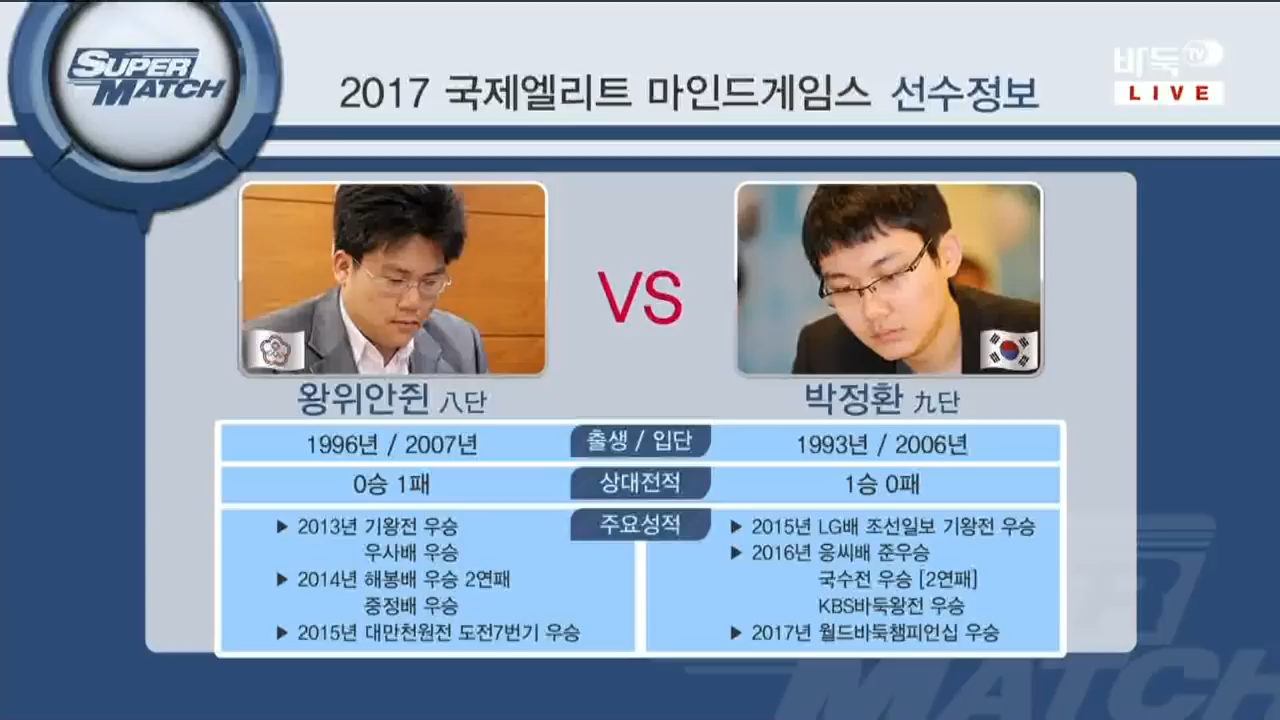 SUPER MATCH
2017 국제엘리트 마인드게임스 선수정보
바둑TV
LIVE
VS
왕위안쥔 八단
박정환 九단
1996년 / 2007년 출생 / 입단 1993년 / 2006년
0승 1패 상대전적 1승 0패
주요성적
▶ 2013년 기왕전 우승
우사배 우승
▶ 2014년 해봉배 우승 2연패
중정배 우승
▶ 2015년 대만천원전 도전7번기 우승
▶ 2015년 LG배 조선일보 기왕전 우승
▶ 2016년 응씨배 준우승
국수전 우승 [2연패]
KBS바둑왕전 우승
▶ 2017년 월드바둑챔피언십 우승
MATCH